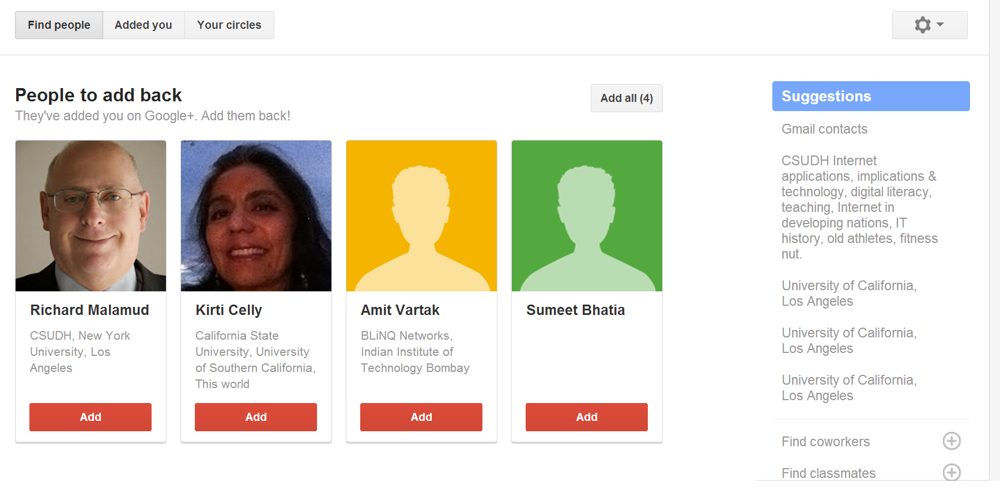 Find people
Added you
Your circles
People to add back
They've added you on Google+. Add them back!
Add all (4)
Richard Malamud
CSUDH, New York
University, Los
Angeles
Add
Kirti Celly
California State
University, University
of Southern California,
This world
Add
Amit Vartak
BLiNQ Networks,
Indian Institute of
Technology Bombay
Add
Sumeet Bhatia
Add
Suggestions
Gmail contacts
CSUDH Internet
applications, implications &
technology, digital literacy,
teaching, Internet in
developing nations, IT
history, old athletes, fitness
nut.
University of California,
Los Angeles
University of California,
Los Angeles
University of California,
Los Angeles
Find coworkers
Find classmates